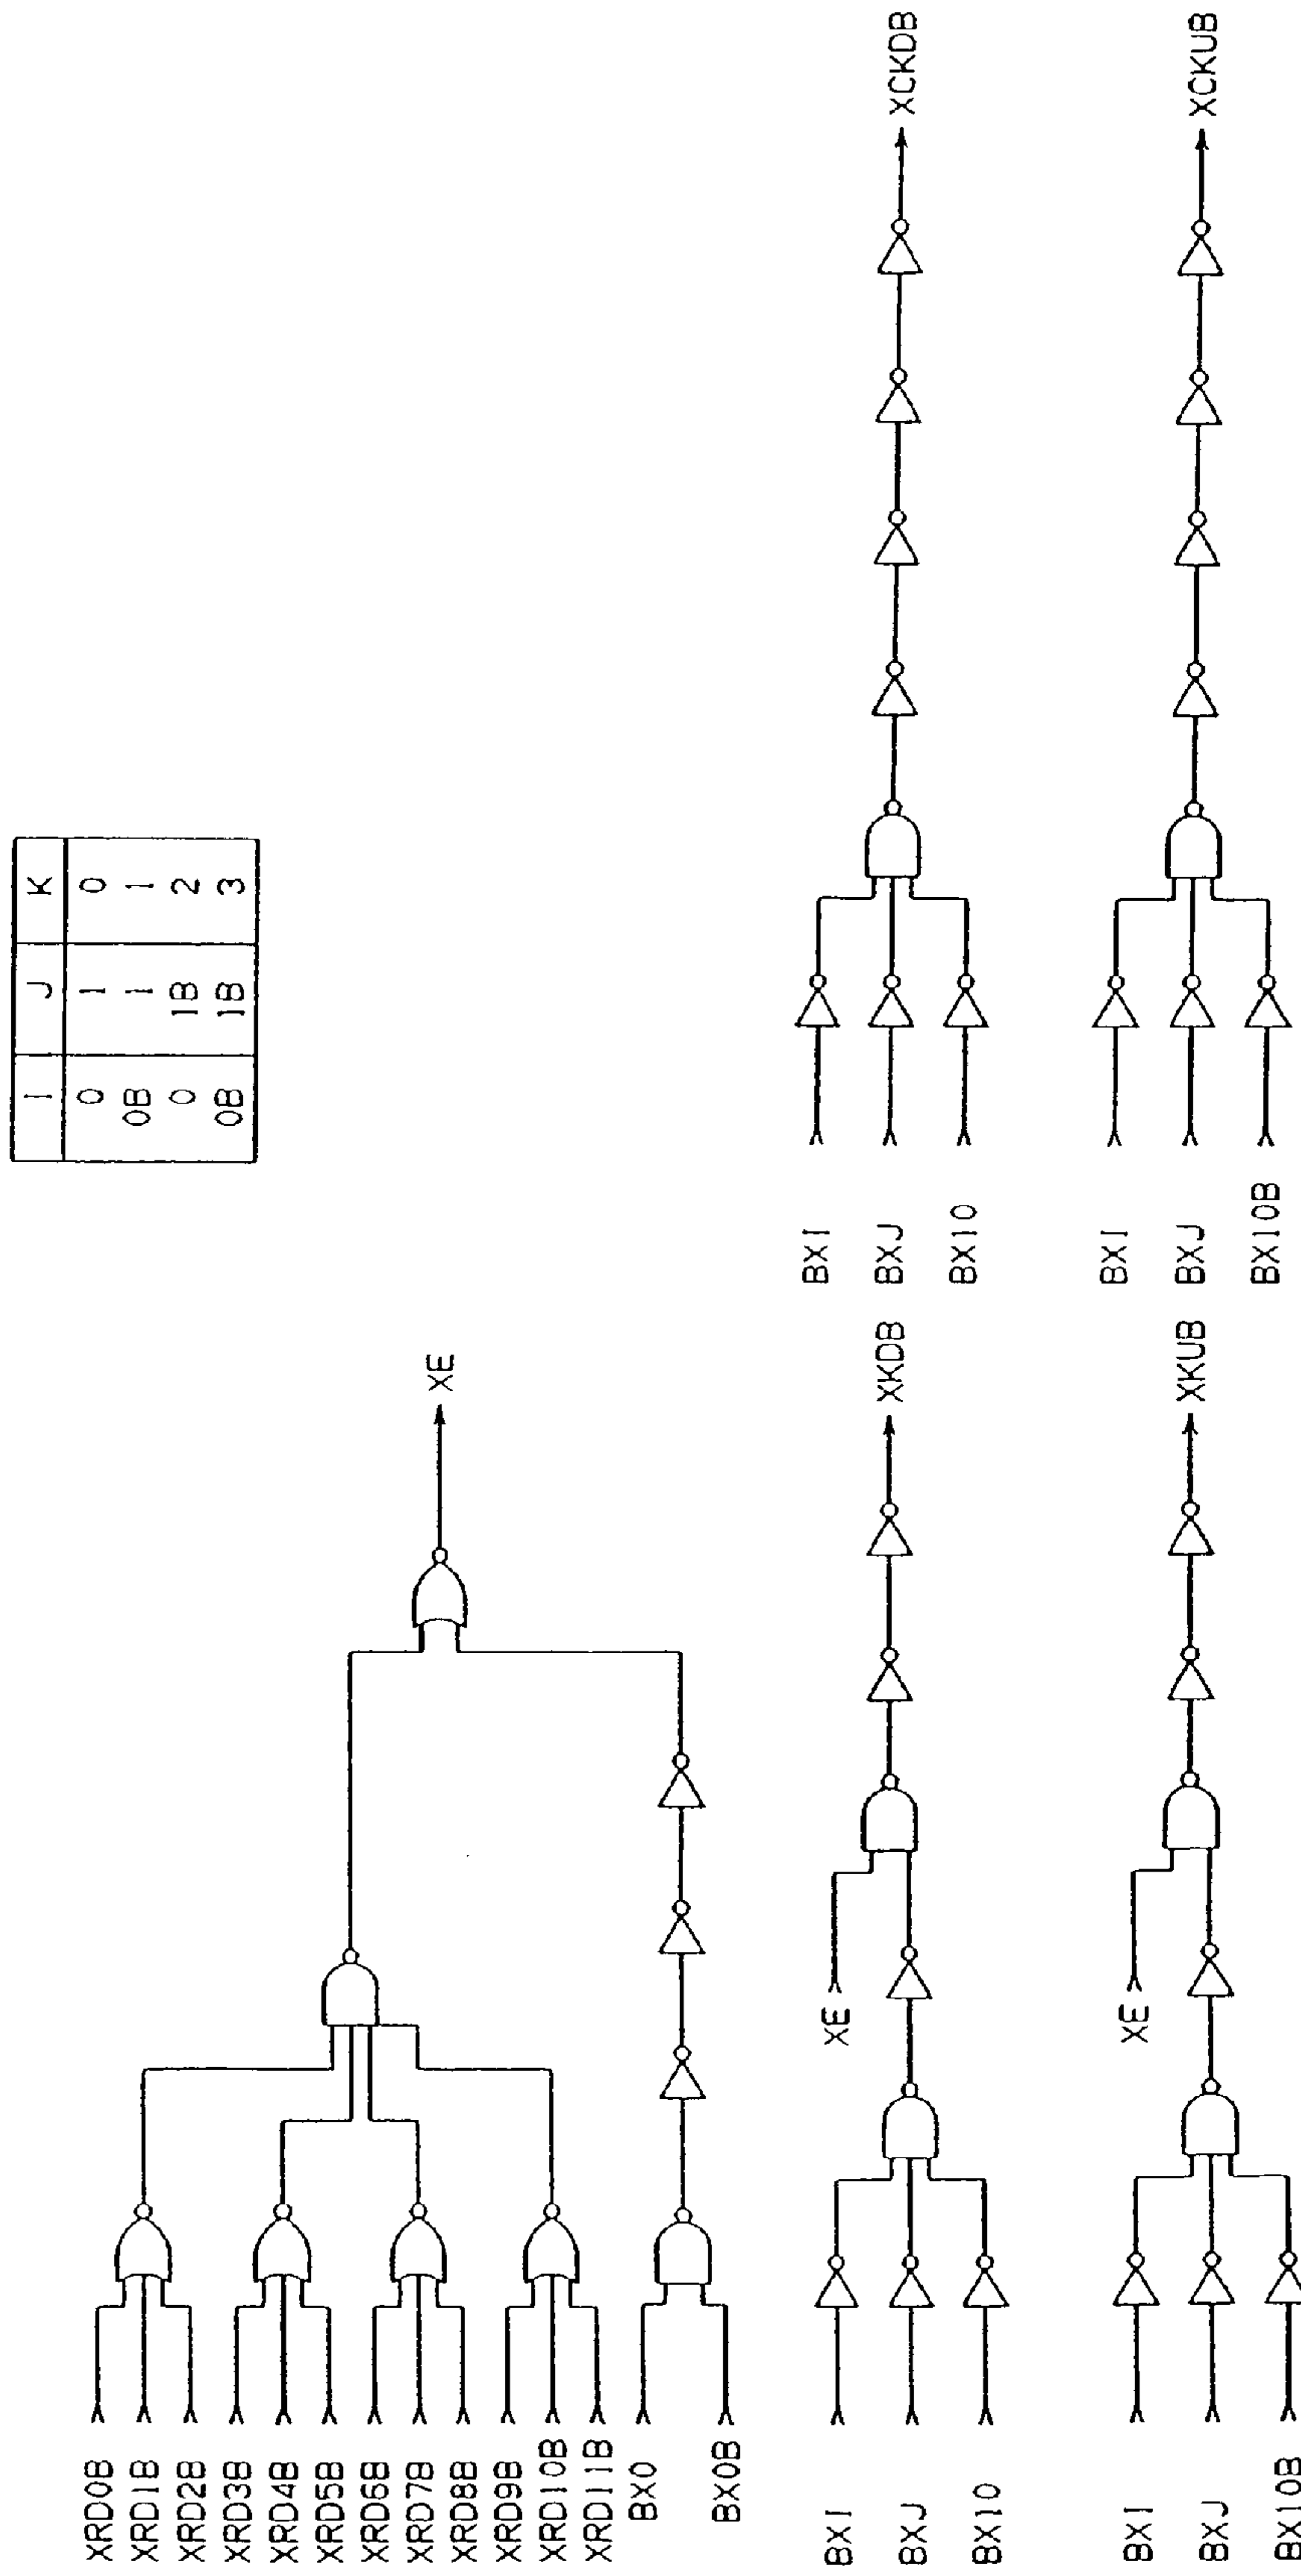 I J K
0 1 0
0B 1 1
0 1B 2
0B 1B 3
XRD0B
XRD1B
XRD2B
XRD3B
XRD4B
XRD5B
XRD6B
XRD7B
XRD8B
XRD9B
XRD10B
XRD11B
BX0
BX0B
XE
BXI
BXJ
BX10
XE
XKDB
BXI
BXJ
BX10
XCKDB
BXI
BXJ
BX10B
XE
XKUB
BXI
BXJ
BX10B
XCKUB